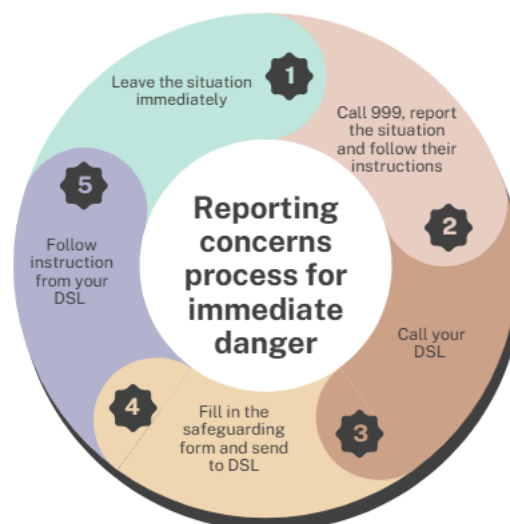 Reporting
concerns
process for
immediate
danger
1
Leave the situation
immediately
2
Call 999, report
the situation
and follow their
instructions
3
Call your
DSL
4
Fill in the
safeguarding
form and send
to DSL
5
Follow
instruction
from your
DSL